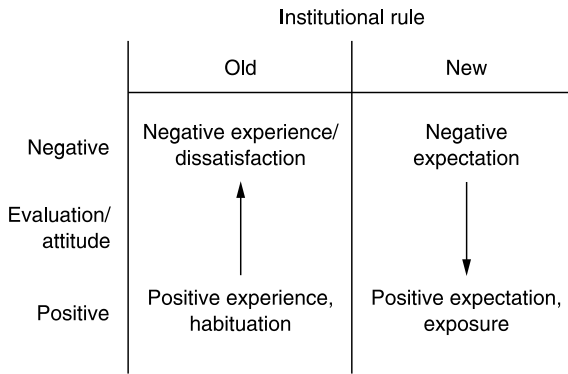 Institutional rule
Old New
Negative Negative experience/ Negative
dissatisfaction expectation
Evaluation/
attitude
Positive Positive experience, Positive expectation,
habituation exposure